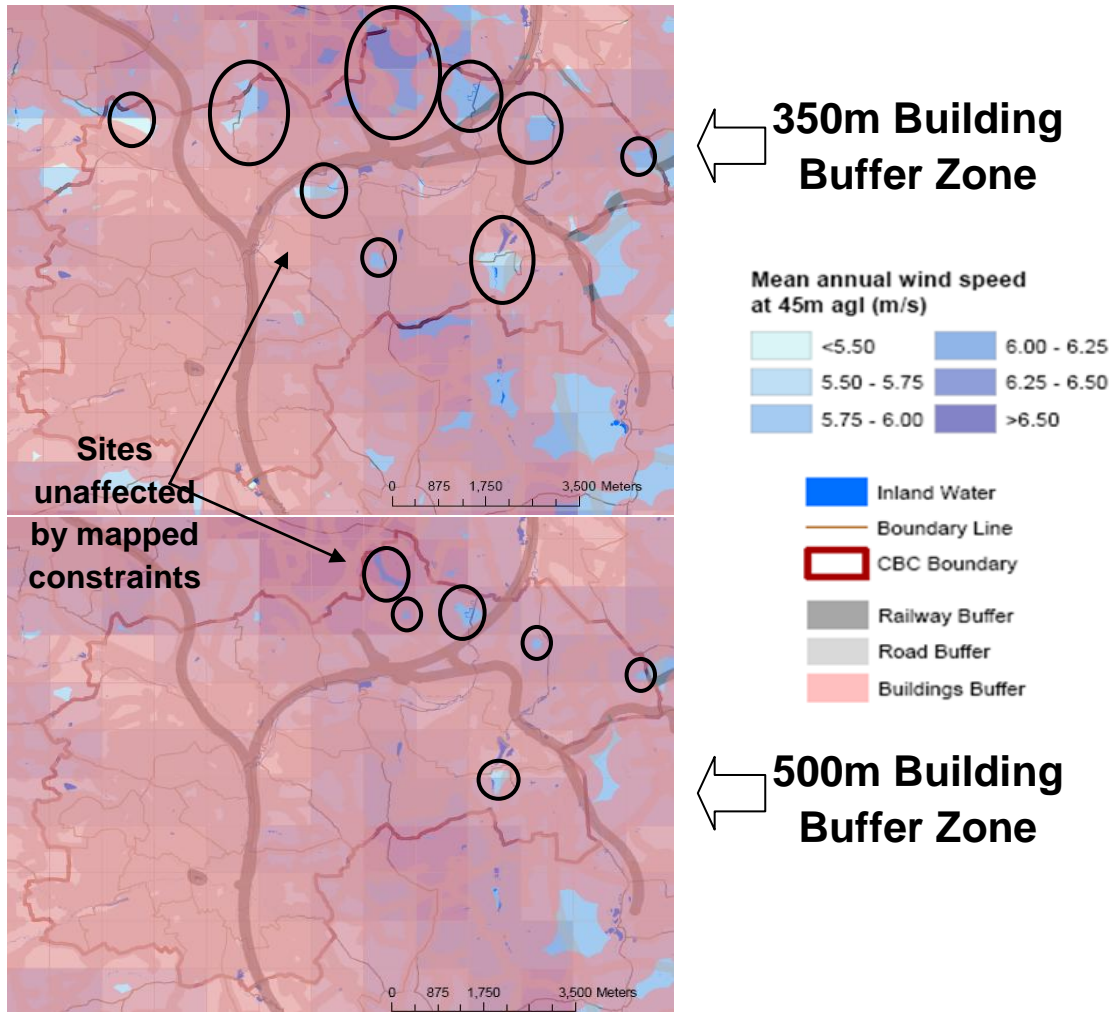 350m Building
Buffer Zone
Mean annual wind speed
at 45m agl (m/s)
<5.50
6.00 - 6.25
5.50 - 5.75
6.25 - 6.50
5.75 - 6.00
>6.50
Sites
unaffected
by mapped
constraints
0 875 1,750 3,500 Meters
Inland Water
Boundary Line
CBC Boundary
Railway Buffer
Road Buffer
Buildings Buffer
500m Building
Buffer Zone
0 875 1,750 3,500 Meters